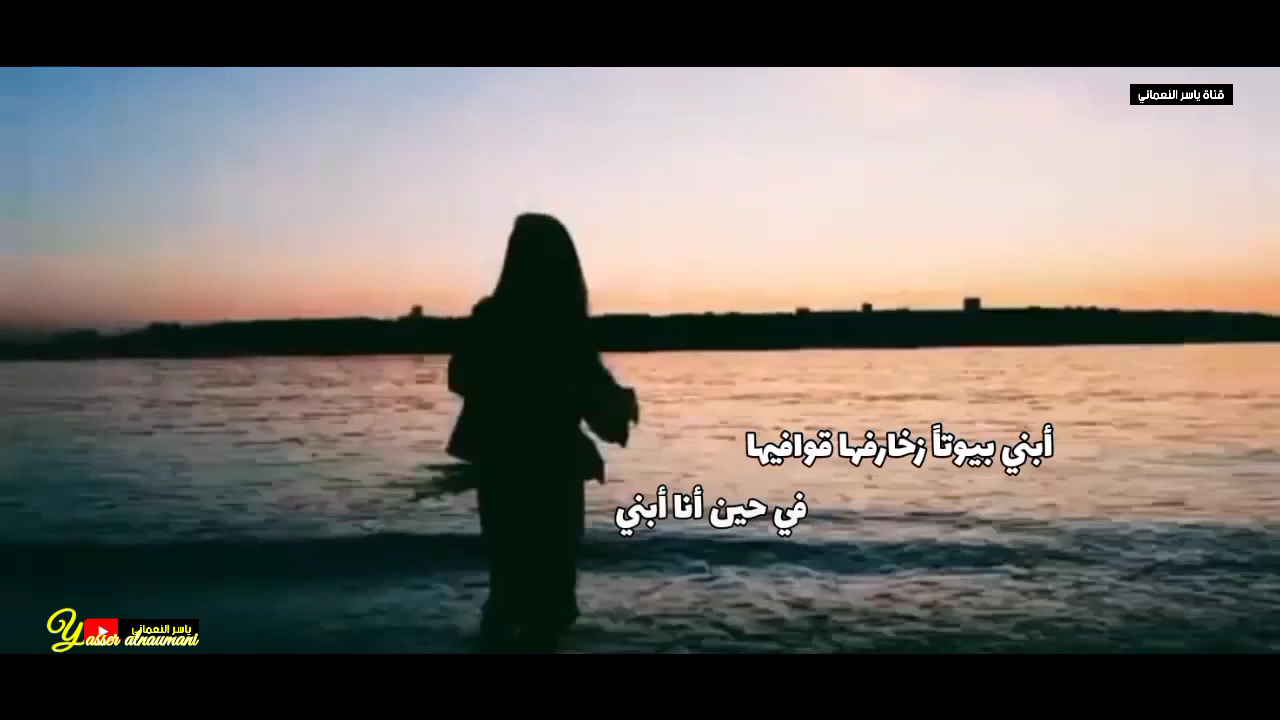 قناة ياسر النعماني
أبني بيوتاً زخارفها قوافيها
في حين أنا أبني
ياسر النعماني
Yasser alnaumani